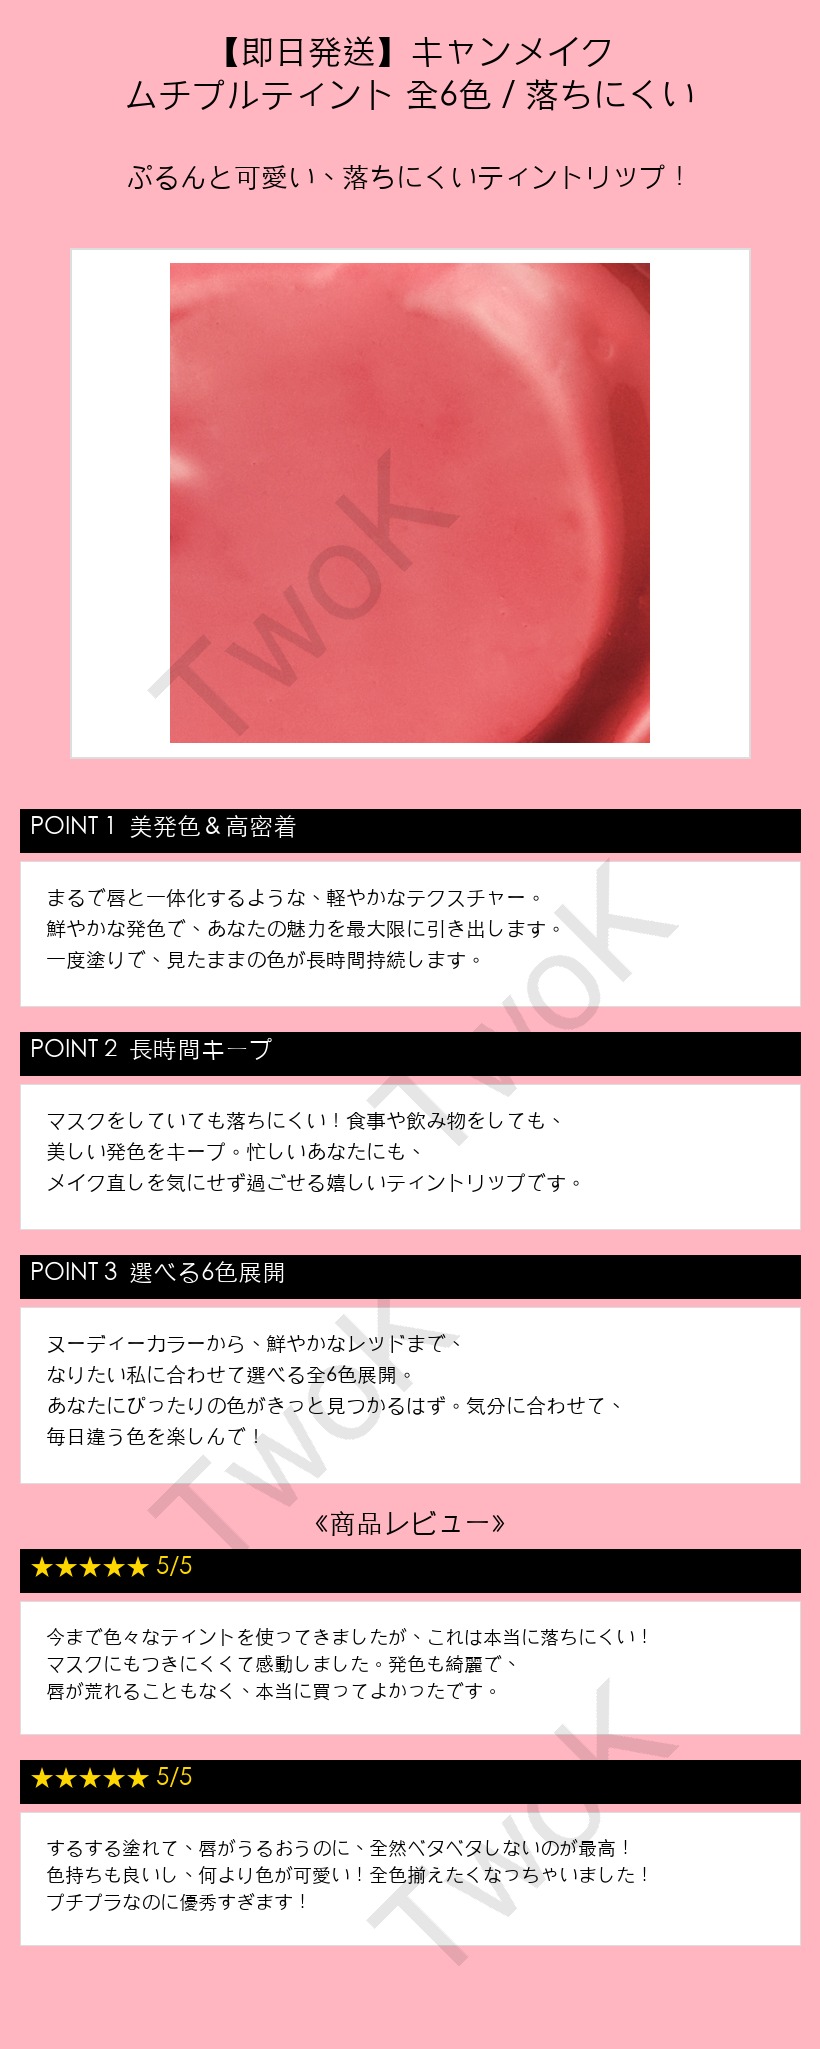 【即日発送】キャンメイク
ムチプルティント 全6色 / 落ちにくい
ぷるんと可愛い、落ちにくいティントリップ！
TwoK
POINT 1 美発色＆高密着
まるで唇と一体化するような、軽やかなテクスチャー。
鮮やかな発色で、あなたの魅力を最大限に引き出します。
一度塗りで、見たままの色が長時間持続します。
TwoK
POINT 2 長時間キープ
マスクをしていても落ちにくい！食事や飲み物をしても、
美しい発色をキープ。忙しいあなたにも、
メイク直しを気にせず過ごせる嬉しいティントリップです。
POINT 3 選べる6色展開
ヌーディーカラーから、鮮やかなレッドまで、
なりたい私に合わせて選べる全6色展開。
あなたにぴったりの色がきっと見つかるはず。気分に合わせて、
毎日違う色を楽しんで！
TwoK
《商品レビュー》
★★★★★ 5/5
今まで色々なティントを使ってきましたが、これは本当に落ちにくい！
マスクにもつきにくくて感動しました。発色も綺麗で、
唇が荒れることもなく、本当に買ってよかったです。
★★★★★ 5/5
するする塗れて、唇がうるおうのに、全然ベタベタしないのが最高！
色持ちも良いし、何より色が可愛い！全色揃えたくなっちゃいました！
プチプラなのに優秀すぎます！
TwoK